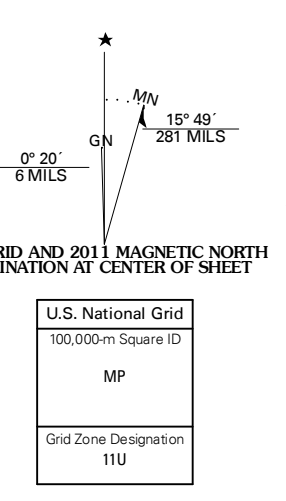 MN
15° 49´
281 MILS
GN
0° 20´
6 MILS
RID AND 2011 MAGNETIC NORTH
INATION AT CENTER OF SHEET
U.S. National Grid
100,000-m Square ID
MP
Grid Zone Designation
11U